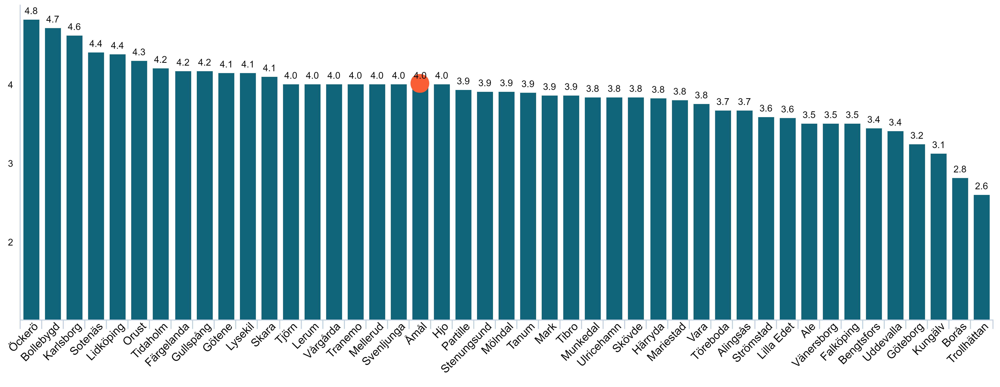 4.8 4.7 4.6 4.4 4.4 4.3 4.2 4.2 4.2 4.1 4.1 4.1 4.0 4.0 4.0 4.0 4.0 4.0 4.0 4.0 3.9 3.9 3.9 3.9 3.9 3.9 3.8 3.8 3.8 3.8 3.8 3.8 3.7 3.7 3.6 3.6 3.5 3.5 3.5 3.4 3.4 3.2 3.1 2.8 2.6
4
3
2
Öckerö
Bollebygd
Karlsborg
Sotenäs
Lidköping
Orust
Tidaholm
Färgelanda
Gullspång
Götene
Lysekil
Skara
Tjörn
Lerum
Vårgårda
Tranemo
Mellerud
Svenljunga
Åmål
Hjo
Partille
Stenungsund
Mölndal
Tanum
Mark
Tibro
Munkedal
Ulricehamn
Skövde
Härryda
Mariestad
Vara
Töreboda
Alingsås
Strömstad
Lilla Edet
Ale
Vänersborg
Falköping
Bengtsfors
Uddevalla
Göteborg
Kungälv
Borås
Trollhättan